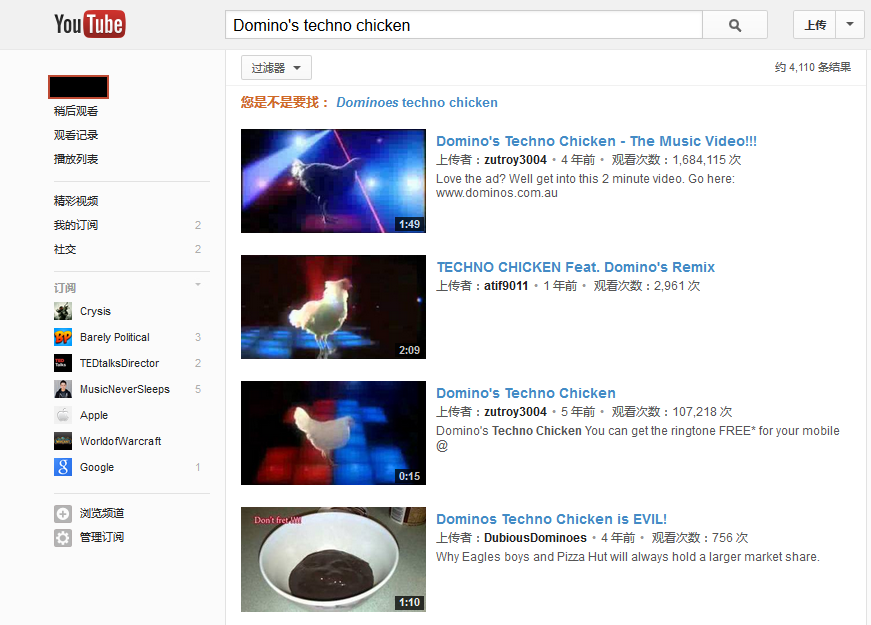 YouTube
Domino's techno chicken
上传
稍后观看
观看记录
播放列表
精彩视频
我的订阅 2
社交 2
订阅
Crysis
Barely Political 3
TEDtalksDirector 2
MusicNeverSleeps 5
Apple
WorldofWarcraft
Google 1
浏览频道
管理订阅
过滤器
约 4,110 条结果
您是不是要找： Dominoes techno chicken
1:49
Domino's Techno Chicken - The Music Video!!!
上传者：zutroy3004 • 4 年前 • 观看次数：1,684,115 次
Love the ad? Well get into this 2 minute video. Go here:
www.dominos.com.au
2:09
TECHNO CHICKEN Feat. Domino's Remix
上传者：atif9011 • 1 年前 • 观看次数：2,961 次
0:15
Domino's Techno Chicken
上传者：zutroy3004 • 5 年前 • 观看次数：107,218 次
Domino's Techno Chicken You can get the ringtone FREE* for your mobile
@
Don't fret
1:10
Dominos Techno Chicken is EVIL!
上传者：DubiousDominoes • 4 年前 • 观看次数：756 次
Why Eagles boys and Pizza Hut will always hold a larger market share.